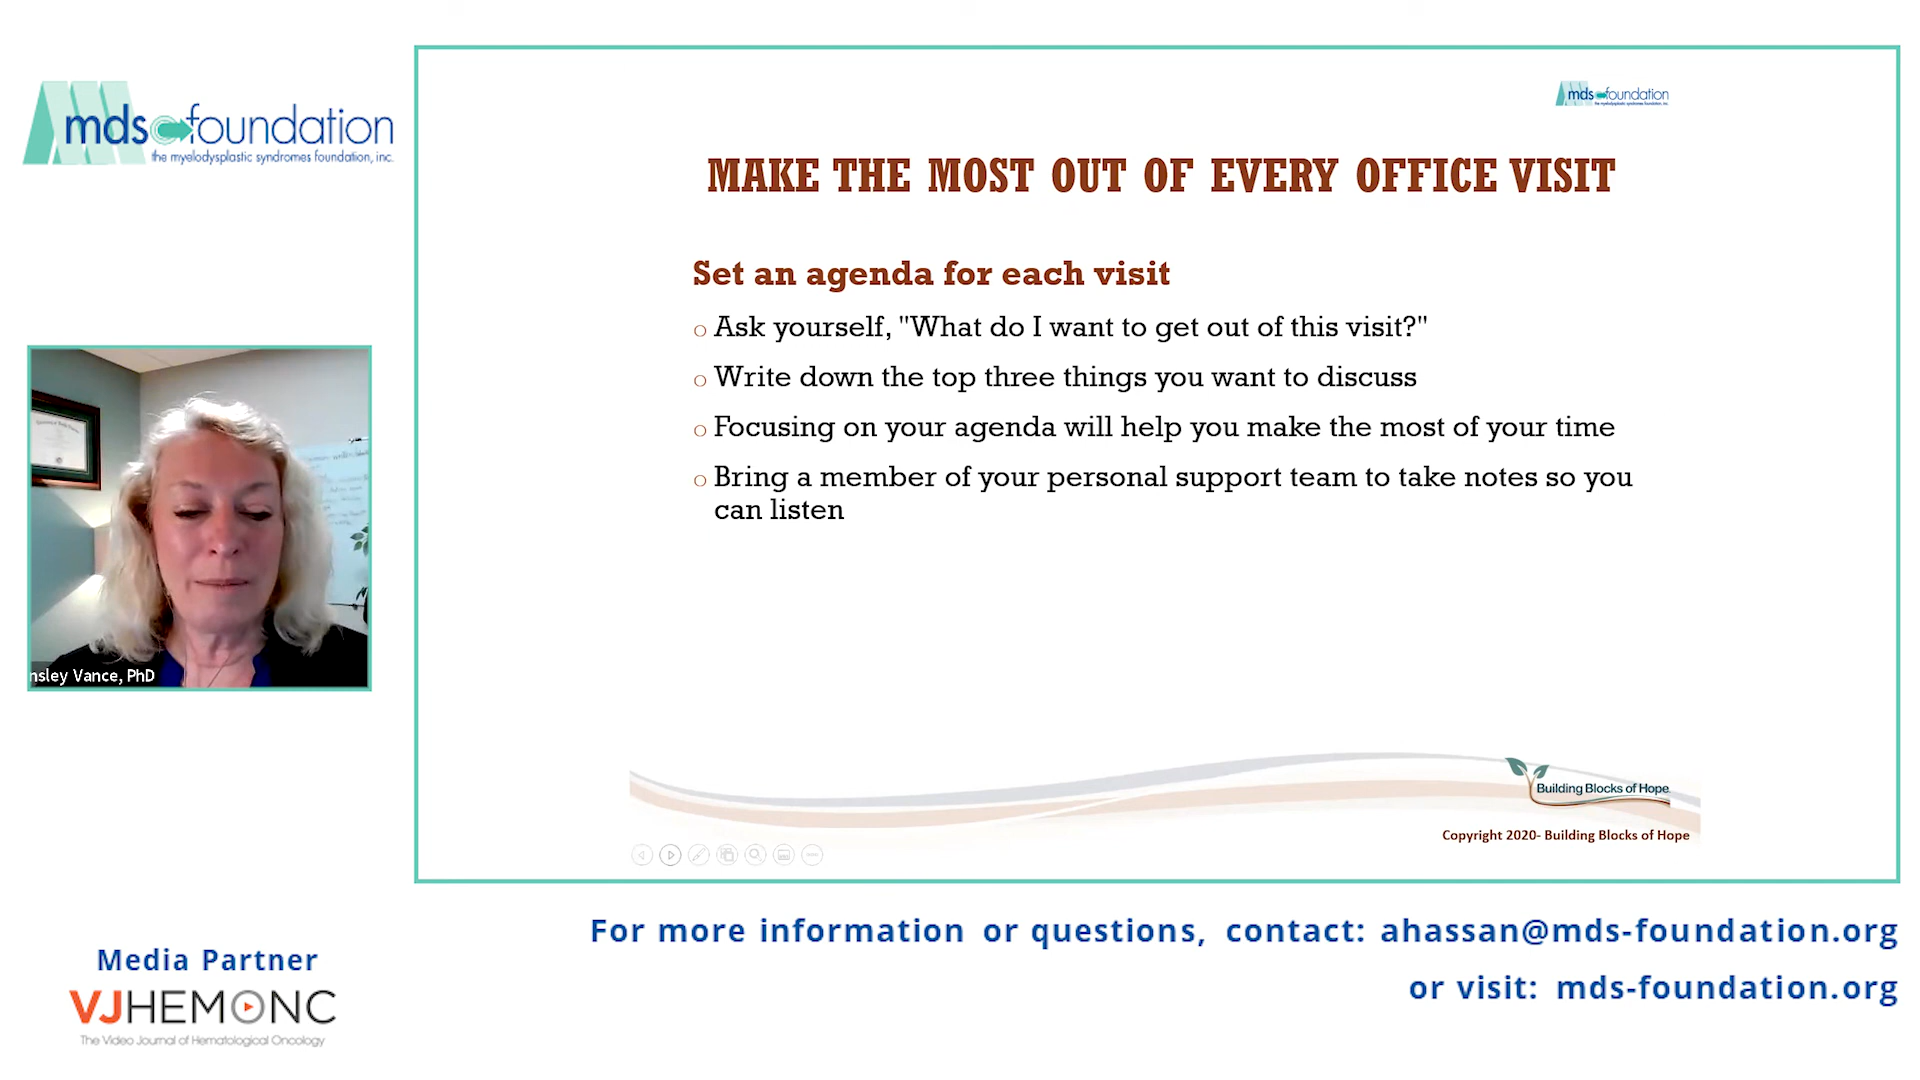 mds foundation
the myelodysplastic syndromes foundation, inc.
mds foundation
MAKE THE MOST OUT OF EVERY OFFICE VISIT
Set an agenda for each visit
Ask yourself, "What do I want to get out of this visit?"
Write down the top three things you want to discuss
Focusing on your agenda will help you make the most of your time
Bring a member of your personal support team to take notes so you
can listen
nsley Vance, PhD
Building Blocks of Hope
Copyright 2020- Building Blocks of Hope
For more information or questions, contact: ahassan@mds-foundation.org
or visit: mds-foundation.org
Media Partner
VJHEMONC
The Video Journal of Hematological Oncology